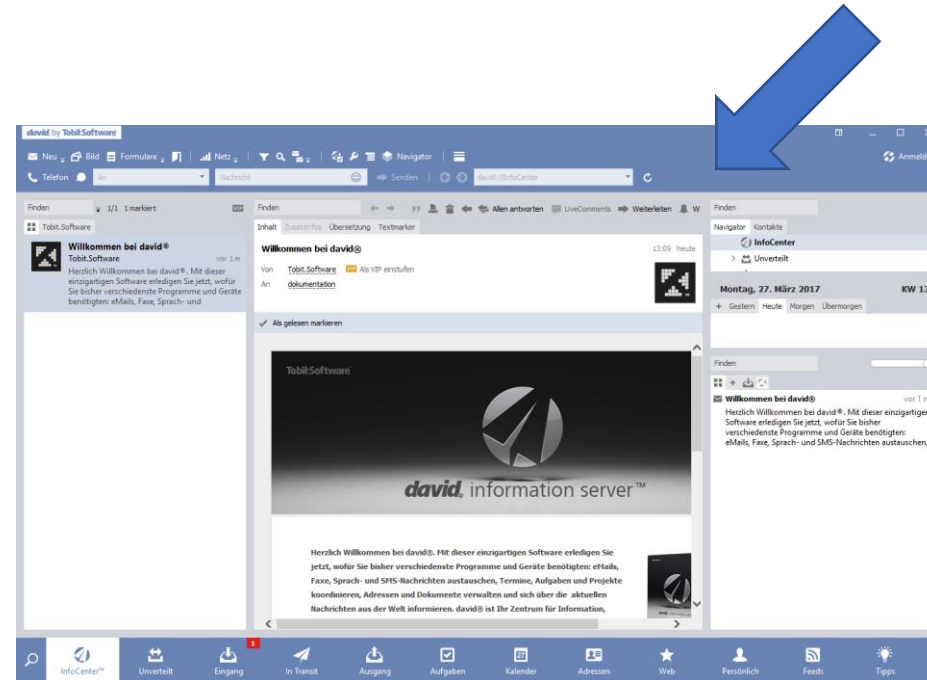 david by Tobit.Software
Neu Bild Formulare Netz Navigator Anmeld
Telefon An Nachricht Senden david://InfoCenter
Finden 1/1 1 markiert VIP
Tobit.Software
Willkommen bei david®
Tobit.Software vor 1 m
Herzlich Willkommen bei david®. Mit dieser
einzigartigen Software erledigen Sie jetzt, wofür
Sie bisher verschiedenste Programme und Geräte
benötigten: eMails, Faxe, Sprach- und
Finden Allen antworten LiveComments Weiterleiten W
Inhalt Zusatzinfos Übersetzung Textmarker
Willkommen bei david® 13:09 heute
Von Tobit.Software VIP Als VIP einstufen
An dokumentation
Als gelesen markieren
Tobit.Software
david, information server™
Herzlich Willkommen bei david®. Mit dieser einzigartigen Software erledigen Sie
jetzt, wofür Sie bisher verschiedenste Programme und Geräte benötigten: eMails,
Faxe, Sprach- und SMS-Nachrichten austauschen, Termine, Aufgaben und Projekte
koordinieren, Adressen und Dokumente verwalten und sich über die aktuellen
Nachrichten aus der Welt informieren. david® ist Ihr Zentrum für Information,
Finden
Navigator Kontakte
InfoCenter
Unverteilt
Montag, 27. März 2017 KW 13
+ Gestern Heute Morgen Übermorgen
Finden
Willkommen bei david® vor 1 m
Herzlich Willkommen bei david®. Mit dieser einzigartigen
Software erledigen Sie jetzt, wofür Sie bisher
verschiedenste Programme und Geräte benötigten:
eMails, Faxe, Sprach- und SMS-Nachrichten austauschen,
1
27
InfoCenter™ Unverteilt Eingang In Transit Ausgang Aufgaben Kalender Adressen Web Persönlich Feeds Tipps